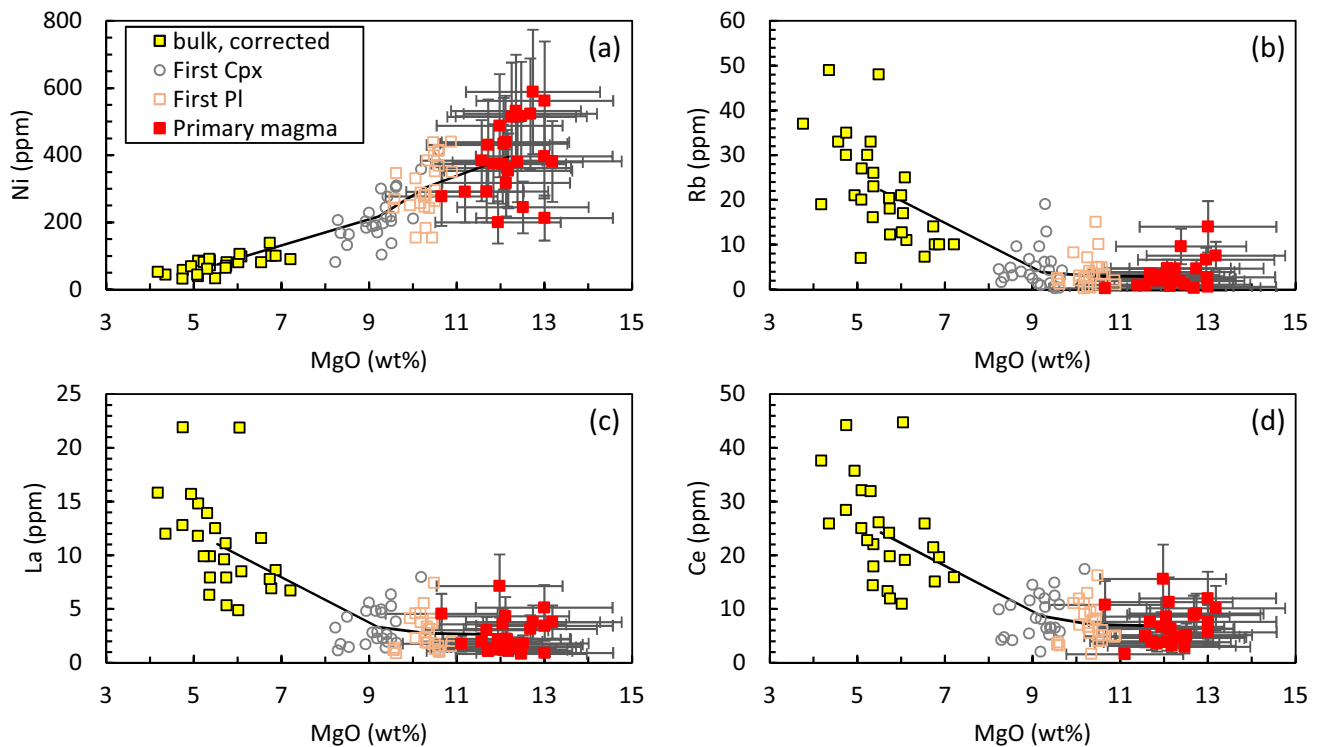 800
600
400
200
0
Ni (ppm)
bulk, corrected
First Cpx
First Pl
Primary magma
(a)
3 5 7 9 11 13 15
MgO (wt%)
60
50
40
30
20
10
0
Rb (ppm)
(b)
3 5 7 9 11 13 15
MgO (wt%)
25
20
15
10
5
0
La (ppm)
(c)
3 5 7 9 11 13 15
MgO (wt%)
50
40
30
20
10
0
Ce (ppm)
(d)
3 5 7 9 11 13 15
MgO (wt%)